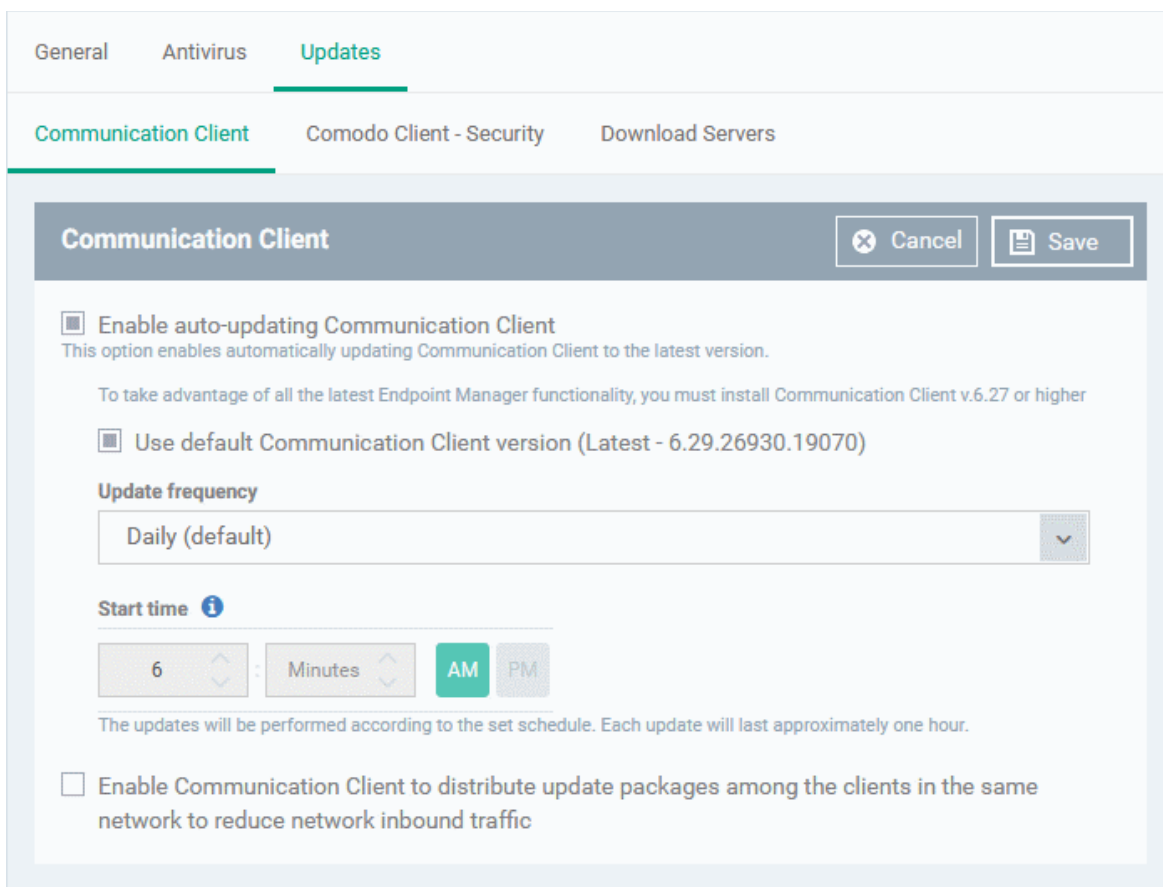 General Antivirus Updates
Communication Client Comodo Client - Security Download Servers
Communication Client Cancel Save
Enable auto-updating Communication Client
This option enables automatically updating Communication Client to the latest version.
To take advantage of all the latest Endpoint Manager functionality, you must install Communication Client v.6.27 or higher
Use default Communication Client version (Latest - 6.29.26930.19070)
Update frequency
Daily (default)
Start time
6 : Minutes AM PM
The updates will be performed according to the set schedule. Each update will last approximately one hour.
Enable Communication Client to distribute update packages among the clients in the same
network to reduce network inbound traffic